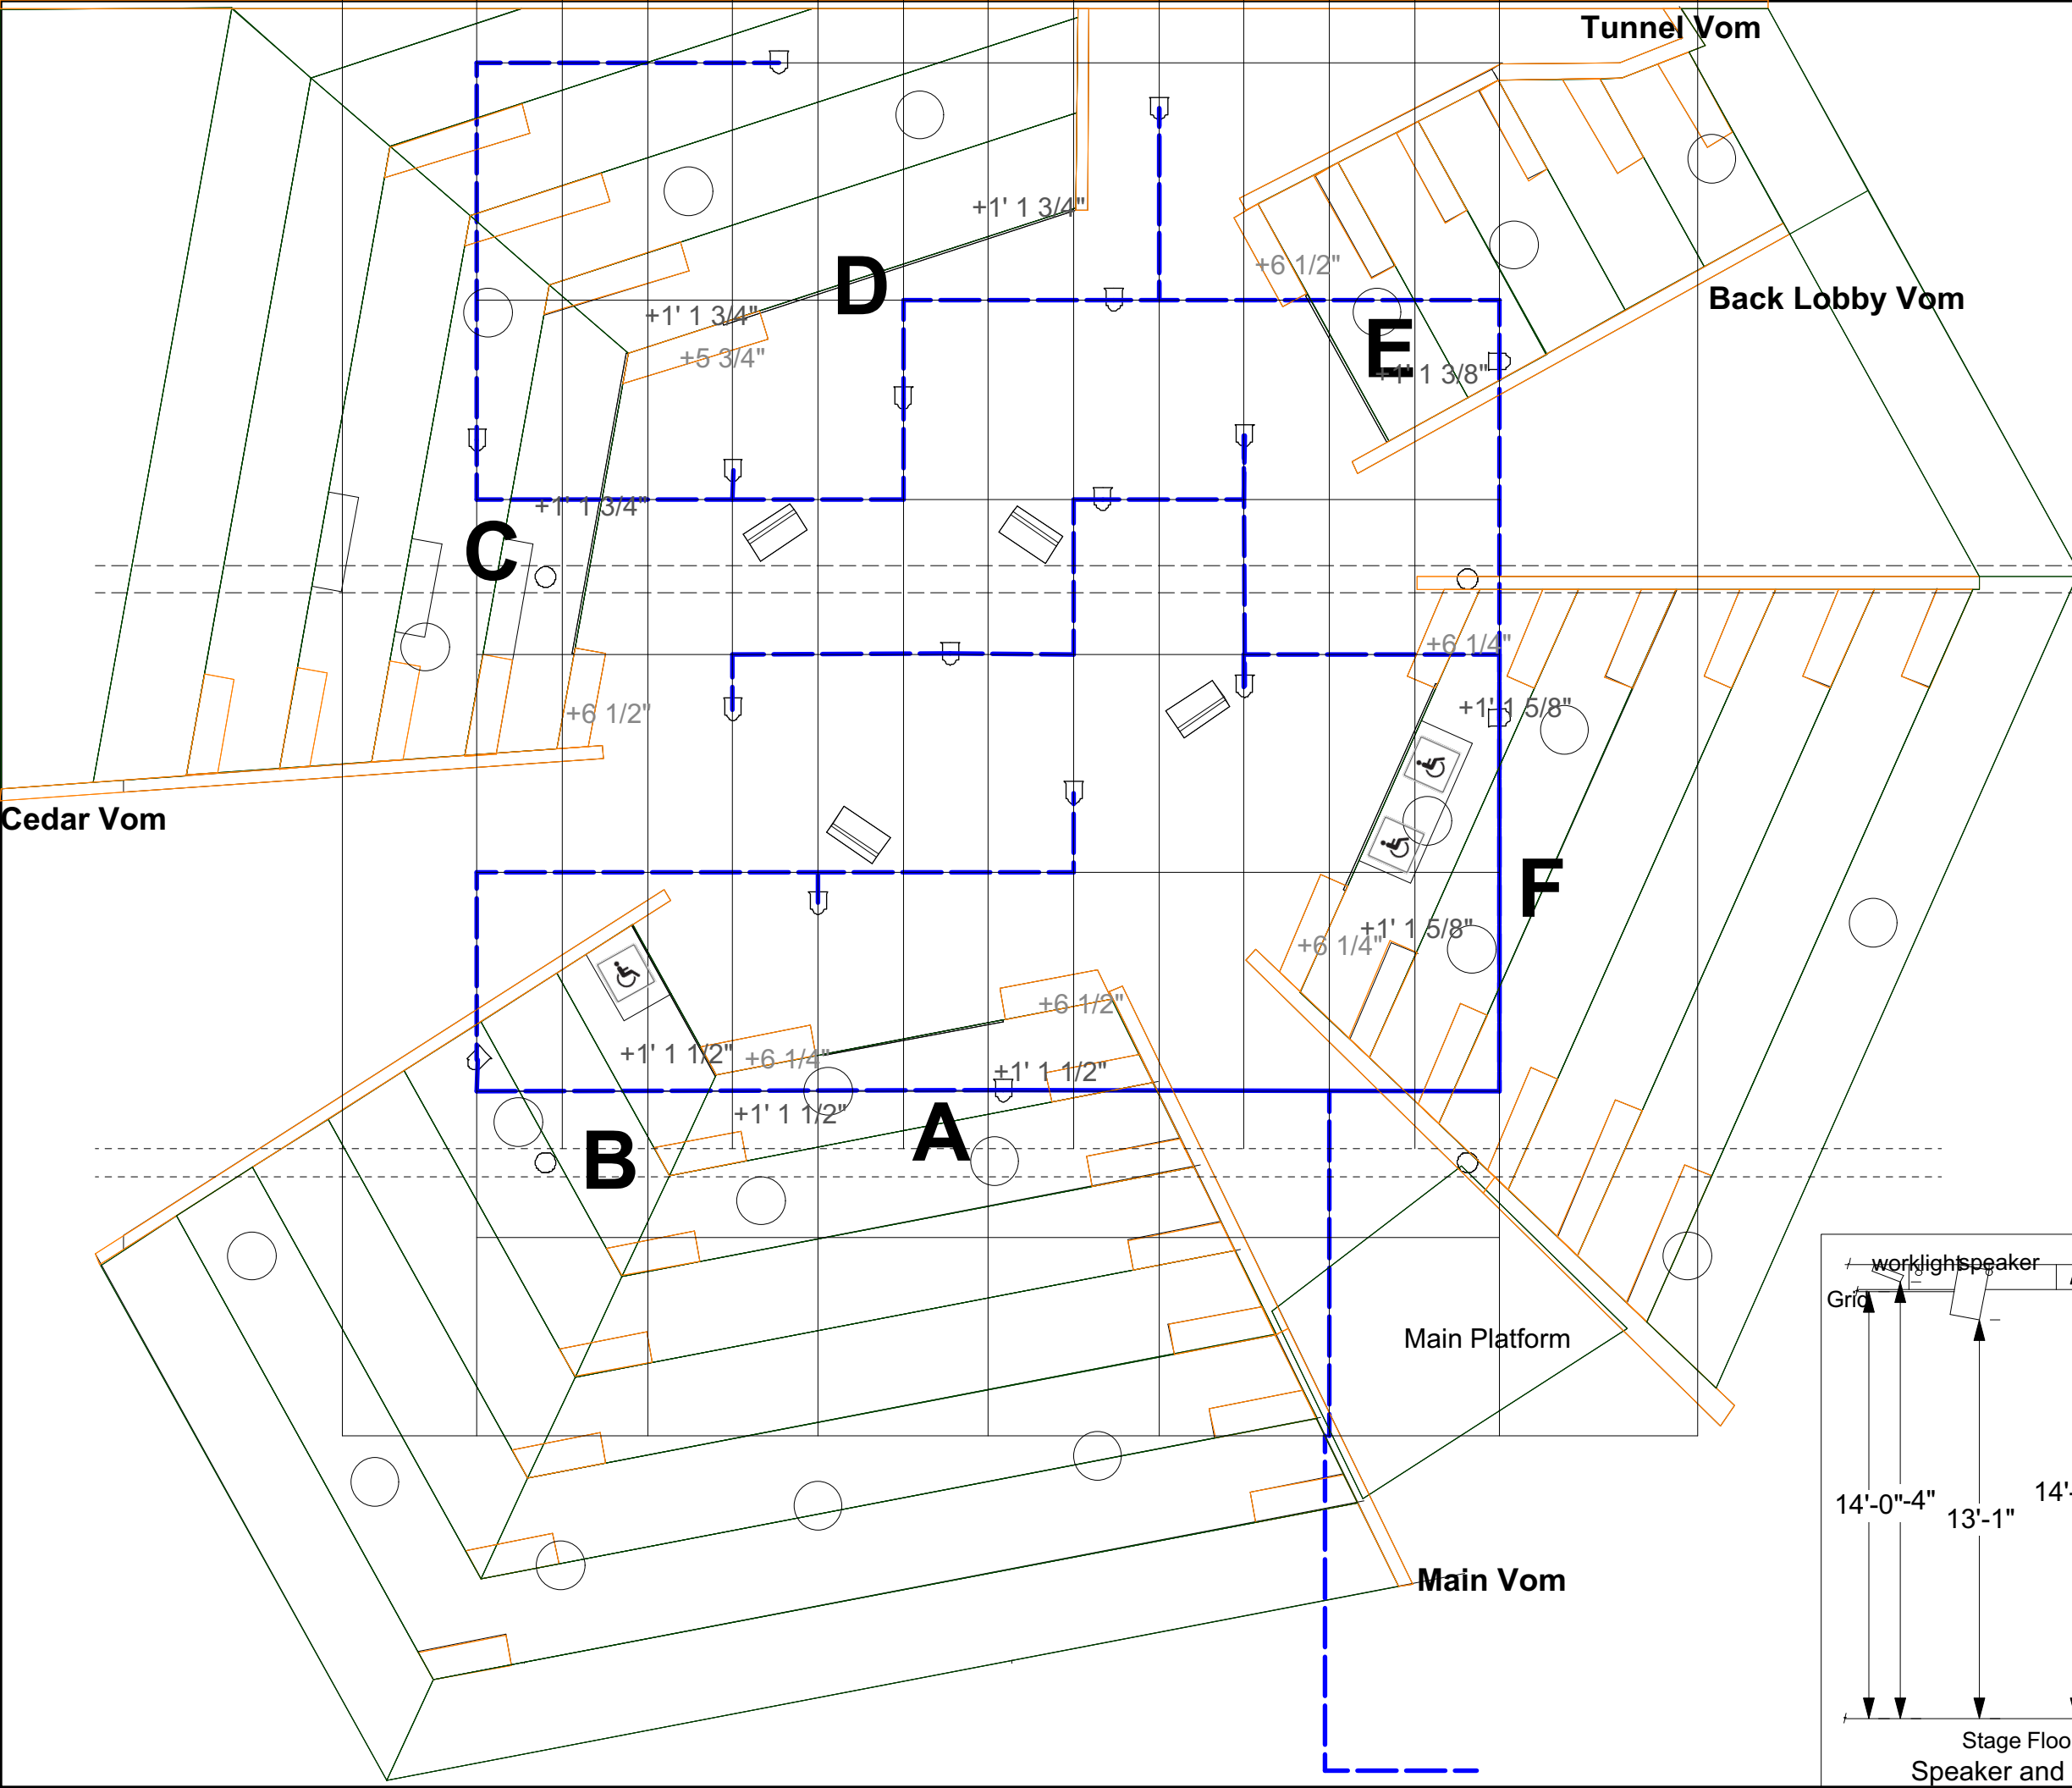 Tunnel Vom
+1' 1 3/4"
D
+6 1/2"
Back Lobby Vom
+1' 1 3/4"
+5 3/4"
E
+1' 1 3/8"
+1' 1 3/4"
C
+6 1/4"
+6 1/2"
+1' 1 5/8"
Cedar Vom
F
+1' 1 5/8"
+6 1/4"
+6 1/2"
+1' 1 1/2"
+6 1/4"
+1' 1 1/2"
+1' 1 1/2"
A
B
worklight
speaker
Grid
Main Platform
14'-0"
-4"
13'-1"
14'-
Main Vom
Stage Floo
Speaker and